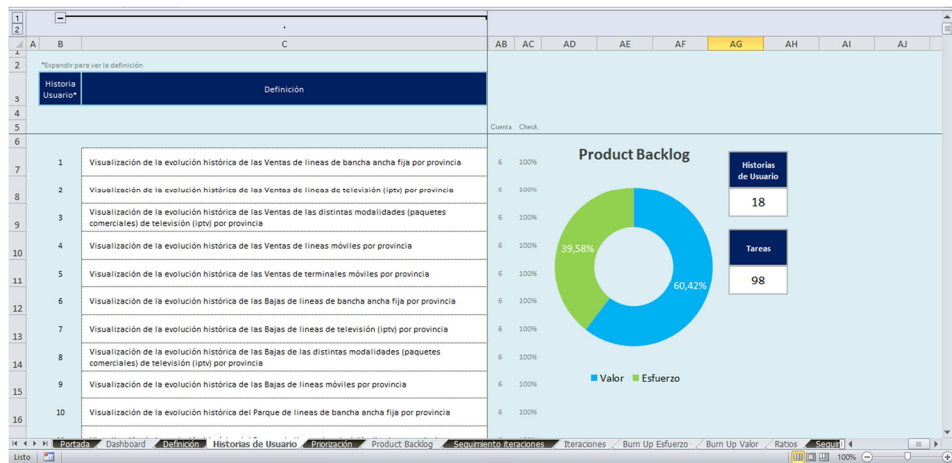 1
2
A B C AB AC AD AE AF AG AH AI AJ
1
2 *Expandir para ver la definición
3 Historia
Usuario*
Definición
4
5 Cuenta Check
6
7 1 Visualización de la evolución histórica de las Ventas de lineas de bancha ancha fija por provincia 6 100%
8 2 Visualización de la evolución histórica de las Ventas de lineas de televisión (iptv) por provincia 6 100%
9 3 Visualización de la evolución histórica de las Ventas de las distintas modalidades (paquetes
comerciales) de televisión (iptv) por provincia 6 100%
10 4 Visualización de la evolución histórica de las Ventas de lineas móviles por provincia 6 100%
11 5 Visualización de la evolución histórica de las Ventas de terminales móviles por provincia 6 100%
12 6 Visualización de la evolución histórica de las Bajas de lineas de bancha ancha fija por provincia 6 100%
13 7 Visualización de la evolución histórica de las Bajas de lineas de televisión (iptv) por provincia 6 100%
14 8 Visualización de la evolución histórica de las Bajas de las distintas modalidades (paquetes
comerciales) de televisión (iptv) por provincia 6 100%
15 9 Visualización de la evolución histórica de las Bajas de lineas móviles por provincia 6 100%
16 10 Visualización de la evolución histórica del Parque de lineas de bancha ancha fija por provincia 6 100%
Product Backlog
39,58%
60,42%
Valor Esfuerzo
Historias
de Usuario
18
Tareas
98
Portada Dashboard Definición Historias de Usuario Priorización Product Backlog Seguimiento iteraciones Iteraciones Burn Up Esfuerzo Burn Up Valor Ratios
Listo 100%